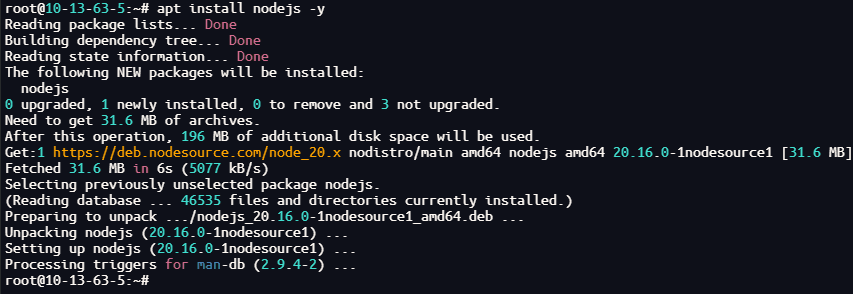 root@10-13-63-5:~# apt install nodejs -y
Reading package lists... Done
Building dependency tree... Done
Reading state information... Done
The following NEW packages will be installed:
  nodejs
0 upgraded, 1 newly installed, 0 to remove and 3 not upgraded.
Need to get 31.6 MB of archives.
After this operation, 196 MB of additional disk space will be used.
Get:1 https://deb.nodesource.com/node_20.x nodistro/main amd64 nodejs amd64 20.16.0-1nodesource1 [31.6 MB]
Fetched 31.6 MB in 6s (5077 kB/s)
Selecting previously unselected package nodejs.
(Reading database ... 46535 files and directories currently installed.)
Preparing to unpack .../nodejs_20.16.0-1nodesource1_amd64.deb ...
Unpacking nodejs (20.16.0-1nodesource1) ...
Setting up nodejs (20.16.0-1nodesource1) ...
Processing triggers for man-db (2.9.4-2) ...
root@10-13-63-5:~#